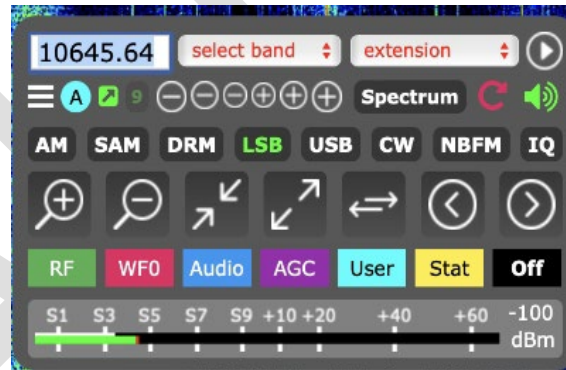 10645.64 select band extension
A 9 Spectrum
AM SAM DRM LSB USB CW NBFM IQ
RF WF0 Audio AGC User Stat Off
S1 S3 S5 S7 S9 +10 +20 +40 +60 -100
dBm